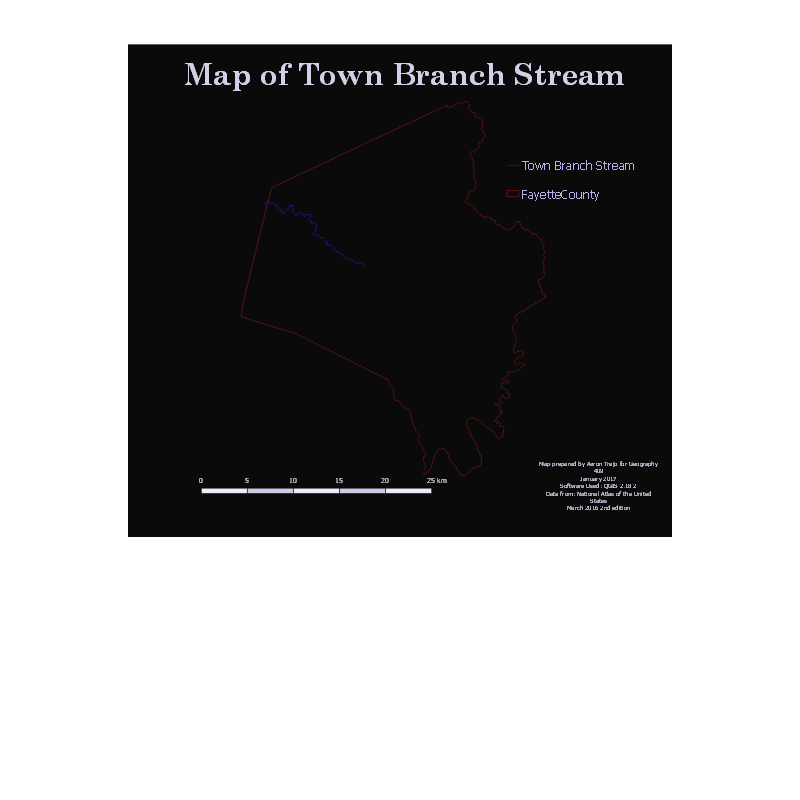 Map of Town Branch Stream
Town Branch Stream
FayetteCounty
Map prepared by Aaron Trejo for Geography
409
January 2017
Software Used : QGIS 2.18 2
Data from: National Atlas of the United
States
March 2016 2nd edition
0 5 10 15 20 25 km